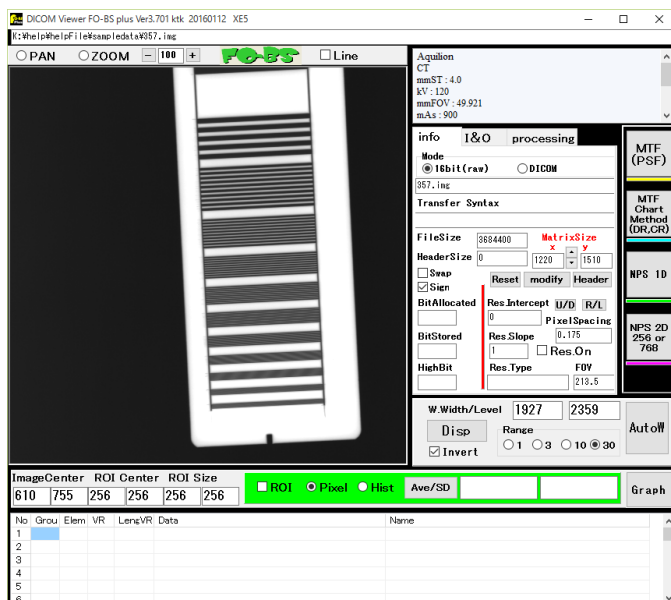 DICOM Viewer FO-BS plus Ver3.701 ktk 20160112 XE5
K:¥help¥helpFile¥sampledata¥357.img
PAN ZOOM - 100 + FO-BS Line
Aquilion
CT
mmST : 4.0
kV : 120
mmFOV : 49.921
mAs : 900
info I&O processing
Mode
16bit(raw) DICOM
357.img
Transfer Syntax
FileSize 3684400 MatrixSize
x y
HeaderSize 0 1220 1510
Swap
Sign
Reset modify Header
BitAllocated Res.Intercept U/D R/L
0 PixelSpacing
BitStored Res.Slope 0.175
1 Res.On
HighBit Res.Type FOV
213.5
MTF
(PSF)
MTF
Chart
Method
(DR,CR)
NPS 1D
NPS 2D
256 or
768
W.Width/Level 1927 2359
Disp Range
Invert 1 3 10 30
AutoW
ImageCenter ROI Center ROI Size
610 755 256 256 256 256
ROI Pixel Hist Ave/SD
Graph
No Grou Elem VR LengVR Data Name
1
2
3
4
5
6